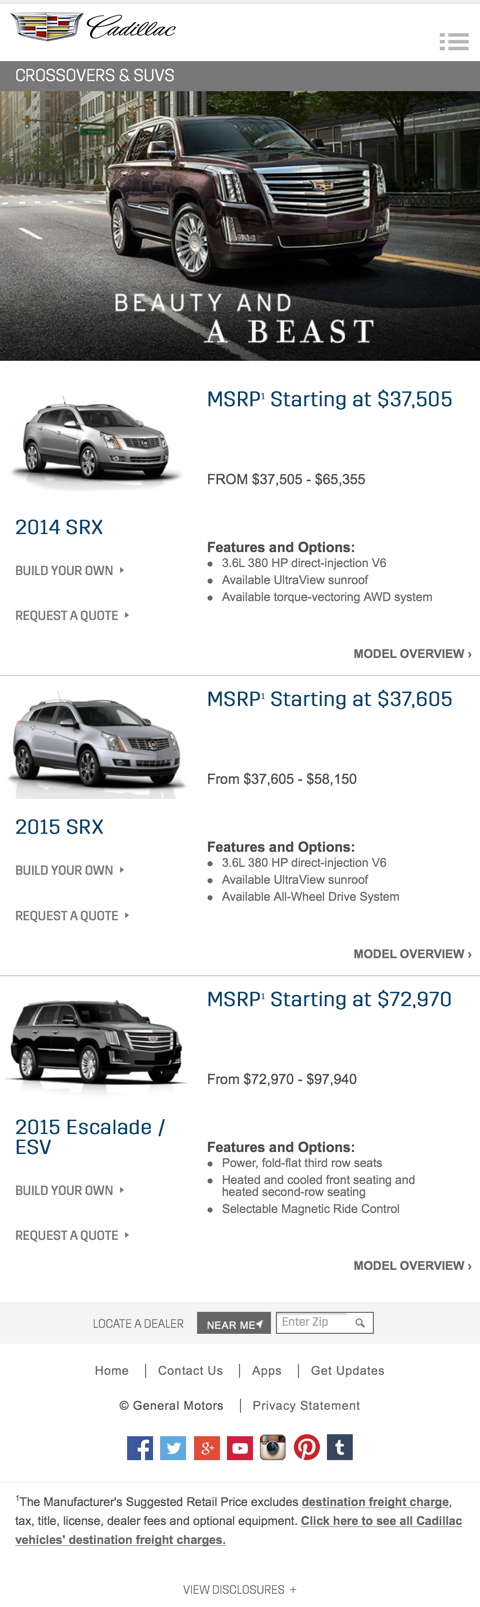 Cadillac
CROSSOVERS & SUVS
BEAUTY AND
A BEAST
MSRP¹ Starting at $37,505
FROM $37,505 - $65,355
2014 SRX
BUILD YOUR OWN
REQUEST A QUOTE
Features and Options:
3.6L 380 HP direct-injection V6
Available UltraView sunroof
Available torque-vectoring AWD system
MODEL OVERVIEW ›
MSRP¹ Starting at $37,605
From $37,605 - $58,150
2015 SRX
BUILD YOUR OWN
REQUEST A QUOTE
Features and Options:
3.6L 380 HP direct-injection V6
Available UltraView sunroof
Available All-Wheel Drive System
MODEL OVERVIEW ›
MSRP¹ Starting at $72,970
From $72,970 - $97,940
2015 Escalade /
ESV
BUILD YOUR OWN
REQUEST A QUOTE
Features and Options:
Power, fold-flat third row seats
Heated and cooled front seating and
heated second-row seating
Selectable Magnetic Ride Control
MODEL OVERVIEW ›
LOCATE A DEALER NEAR ME Enter Zip
Home | Contact Us | Apps | Get Updates
© General Motors | Privacy Statement
¹The Manufacturer's Suggested Retail Price excludes destination freight charge,
tax, title, license, dealer fees and optional equipment. Click here to see all Cadillac
vehicles' destination freight charges.
VIEW DISCLOSURES +